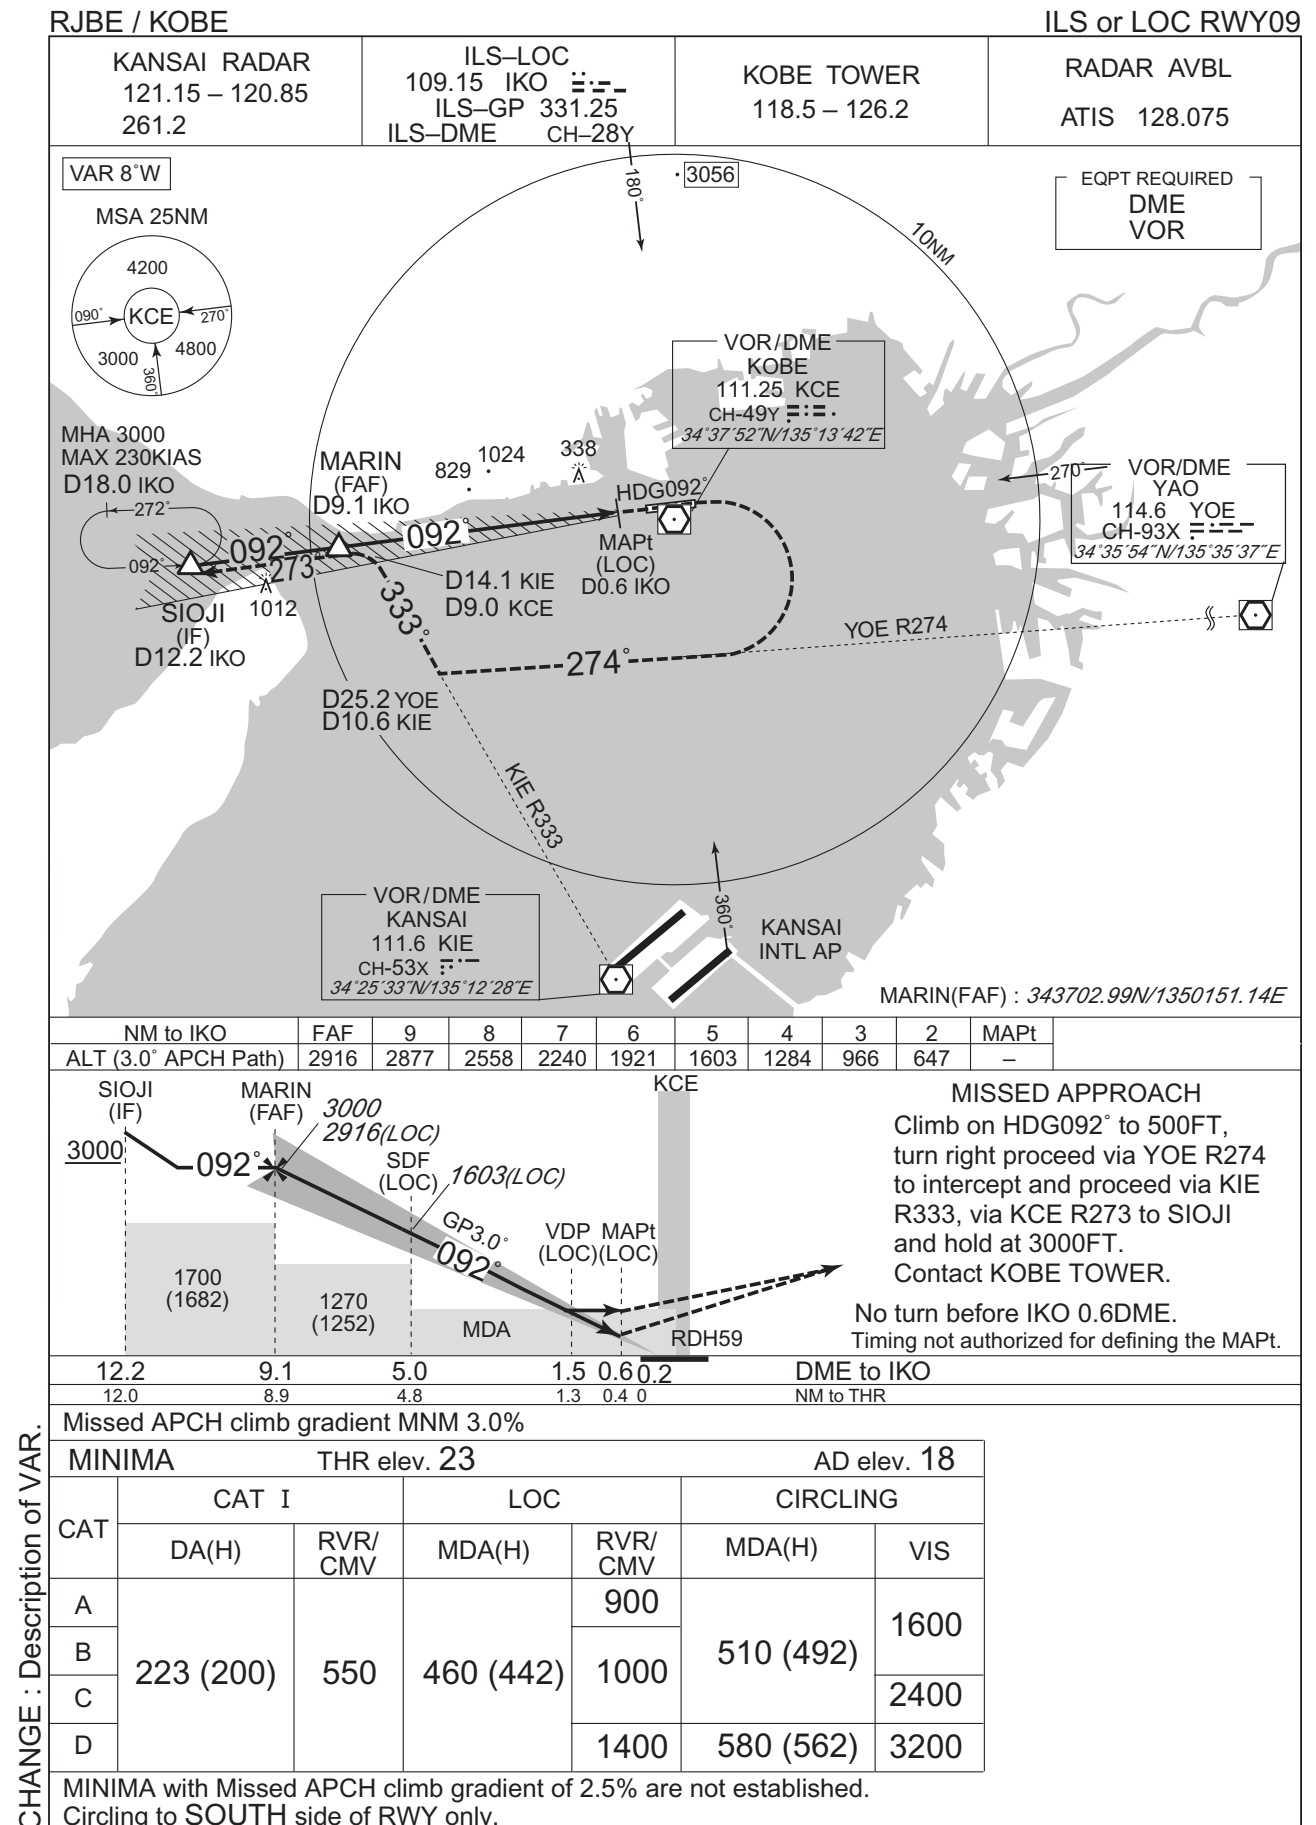 RJBE / KOBE
ILS or LOC RWY09
KANSAI RADAR
121.15 – 120.85
261.2
ILS–LOC
109.15 IKO
ILS–GP 331.25
ILS–DME CH–28Y
KOBE TOWER
118.5 – 126.2
RADAR AVBL
ATIS 128.075
VAR 8°W
MSA 25NM
4200
090°
KCE
270°
3000
4800
360°
180°
3056
10NM
EQPT REQUIRED
DME
VOR
VOR/DME
KOBE
111.25 KCE
CH-49Y
34°37´52˝N/135°13´42˝E
MHA 3000
MAX 230KIAS
D18.0 IKO
272°
092°
MARIN
(FAF)
D9.1 IKO
829
1024
338
HDG092°
270°
VOR/DME
YAO
114.6 YOE
CH-93X
34°35´54˝N/135°35´37˝E
092°
092°
273°
1012
SIOJI
(IF)
D12.2 IKO
MAPt
(LOC)
D0.6 IKO
D14.1 KIE
D9.0 KCE
333°
YOE R274
274°
D25.2 YOE
D10.6 KIE
KIE R333
360°
VOR/DME
KANSAI
111.6 KIE
CH-53X
34°25´33˝N/135°12´28˝E
KANSAI
INTL AP
MARIN(FAF) : 343702.99N/1350151.14E
NM to IKO FAF 9 8 7 6 5 4 3 2 MAPt
ALT (3.0° APCH Path) 2916 2877 2558 2240 1921 1603 1284 966 647 –
SIOJI
(IF)
MARIN
(FAF)
3000
2916(LOC)
3000
092°
SDF
(LOC)
1603(LOC)
GP3.0°
092°
VDP
(LOC)
MAPt
(LOC)
KCE
1700
(1682)
1270
(1252)
MDA
RDH59
MISSED APPROACH
Climb on HDG092° to 500FT,
turn right proceed via YOE R274
to intercept and proceed via KIE
R333, via KCE R273 to SIOJI
and hold at 3000FT.
Contact KOBE TOWER.
No turn before IKO 0.6DME.
Timing not authorized for defining the MAPt.
12.2 9.1 5.0 1.5 0.6 0.2 DME to IKO
12.0 8.9 4.8 1.3 0.4 0 NM to THR
Missed APCH climb gradient MNM 3.0%
MINIMA THR elev. 23 AD elev. 18
CAT
CAT I LOC CIRCLING
DA(H) RVR/CMV MDA(H) RVR/CMV MDA(H) VIS
A
B
C
D
223 (200)
550
460 (442)
900
1000
1400
510 (492)
580 (562)
1600
2400
3200
MINIMA with Missed APCH climb gradient of 2.5% are not established.
Circling to SOUTH side of RWY only.
CHANGE : Description of VAR.